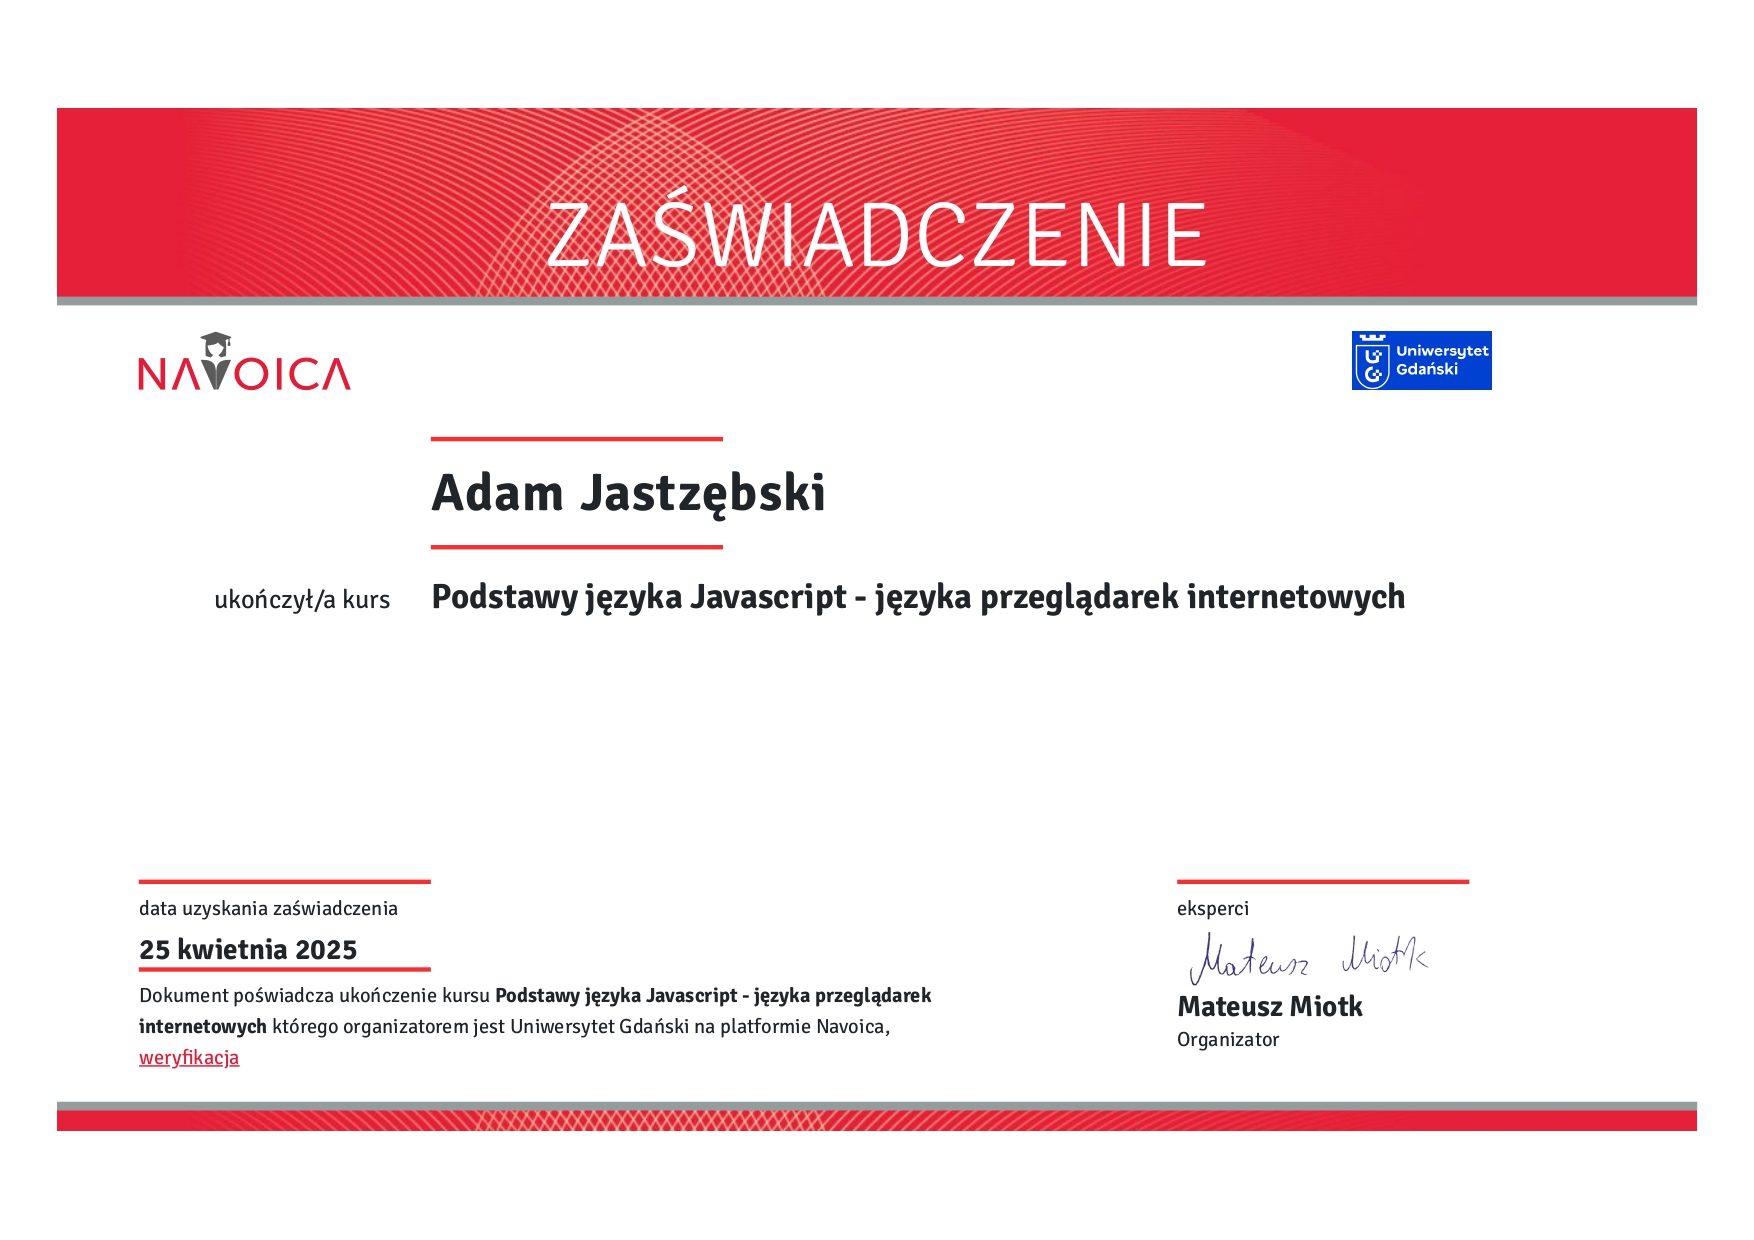 ZAŚWIADCZENIE
NAVOICA
Uniwersytet
Gdański
UG
Adam Jastzębski
ukończył/a kurs Podstawy języka Javascript - języka przeglądarek internetowych
data uzyskania zaświadczenia
25 kwietnia 2025
Dokument poświadcza ukończenie kursu Podstawy języka Javascript - języka przeglądarek
internetowych którego organizatorem jest Uniwersytet Gdański na platformie Navoica,
weryfikacja
eksperci
Mateusz Miotk
Mateusz Miotk
Organizator